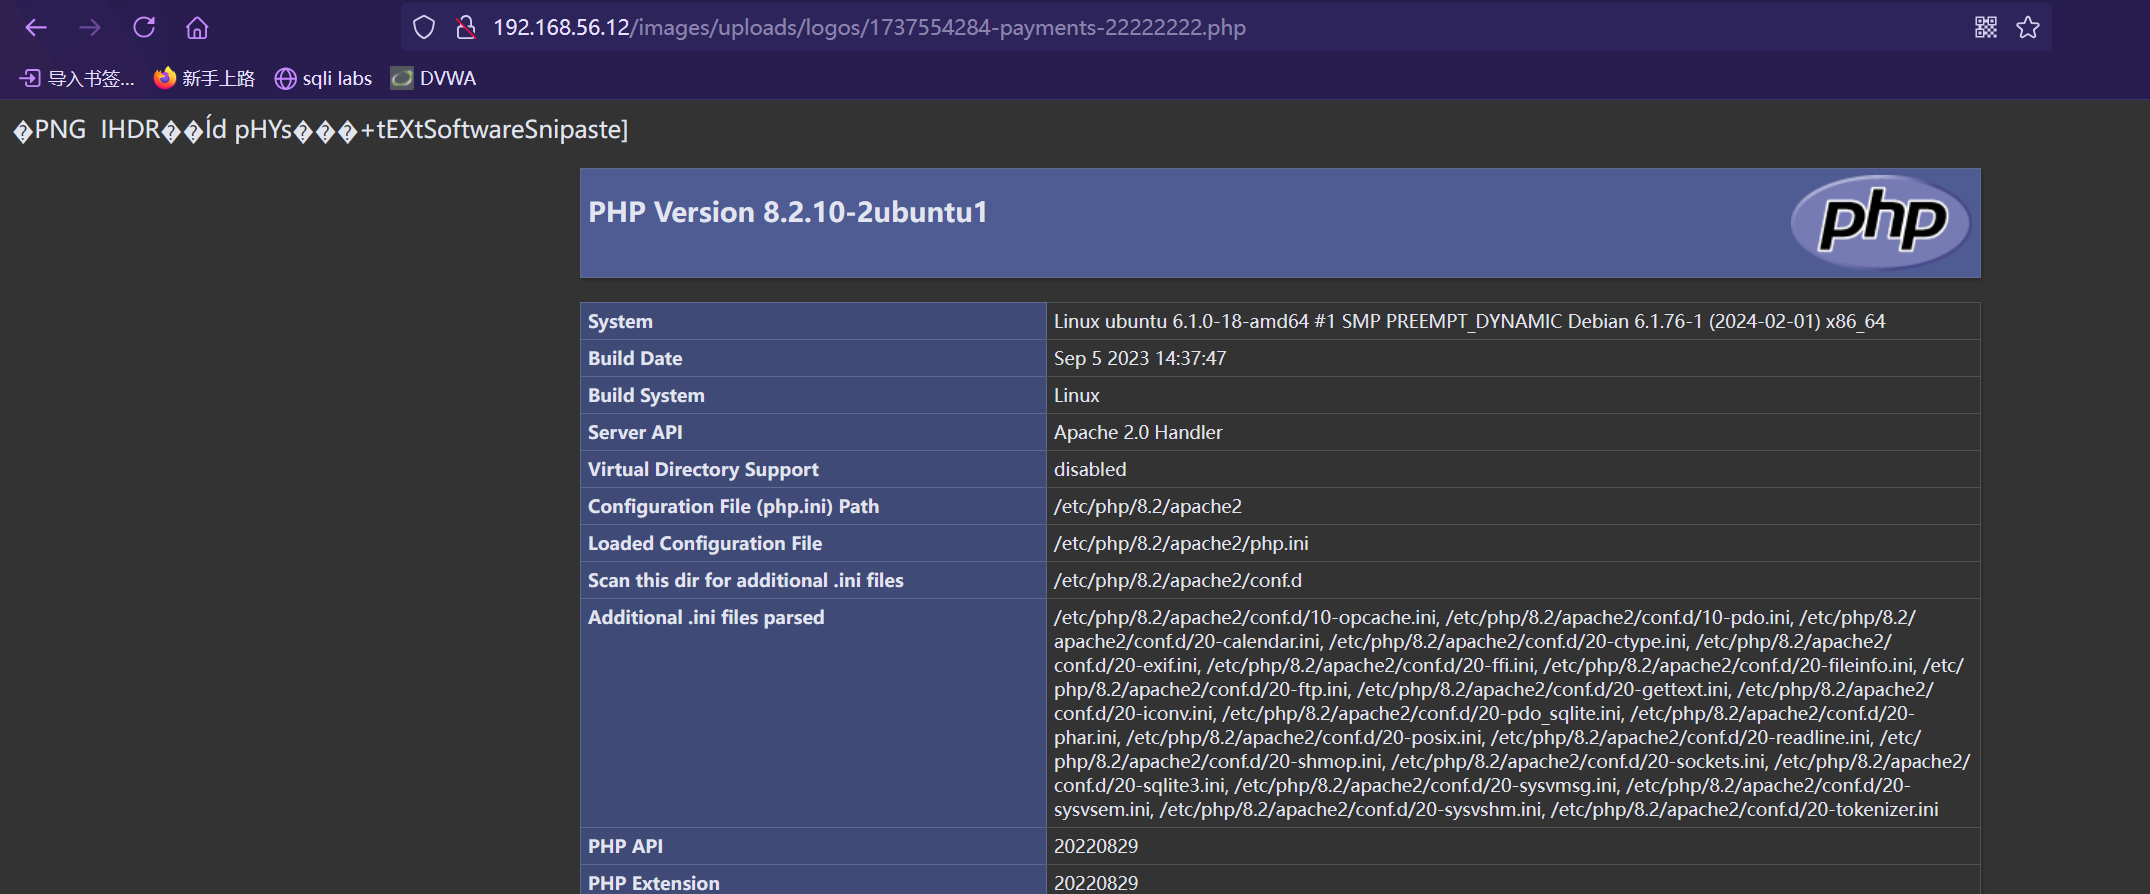 192.168.56.12/images/uploads/logos/1737554284-payments-22222222.php
导入书签... 新手上路 sqli labs DVWA
�PNG IHDR��Íd pHYs���+tEXtSoftwareSnipaste]
PHP Version 8.2.10-2ubuntu1
php
System Linux ubuntu 6.1.0-18-amd64 #1 SMP PREEMPT_DYNAMIC Debian 6.1.76-1 (2024-02-01) x86_64
Build Date Sep 5 2023 14:37:47
Build System Linux
Server API Apache 2.0 Handler
Virtual Directory Support disabled
Configuration File (php.ini) Path /etc/php/8.2/apache2
Loaded Configuration File /etc/php/8.2/apache2/php.ini
Scan this dir for additional .ini files /etc/php/8.2/apache2/conf.d
Additional .ini files parsed /etc/php/8.2/apache2/conf.d/10-opcache.ini, /etc/php/8.2/apache2/conf.d/10-pdo.ini, /etc/php/8.2/
apache2/conf.d/20-calendar.ini, /etc/php/8.2/apache2/conf.d/20-ctype.ini, /etc/php/8.2/apache2/
conf.d/20-exif.ini, /etc/php/8.2/apache2/conf.d/20-ffi.ini, /etc/php/8.2/apache2/conf.d/20-fileinfo.ini, /etc/
php/8.2/apache2/conf.d/20-ftp.ini, /etc/php/8.2/apache2/conf.d/20-gettext.ini, /etc/php/8.2/apache2/
conf.d/20-iconv.ini, /etc/php/8.2/apache2/conf.d/20-pdo_sqlite.ini, /etc/php/8.2/apache2/conf.d/20-
phar.ini, /etc/php/8.2/apache2/conf.d/20-posix.ini, /etc/php/8.2/apache2/conf.d/20-readline.ini, /etc/
php/8.2/apache2/conf.d/20-shmop.ini, /etc/php/8.2/apache2/conf.d/20-sockets.ini, /etc/php/8.2/apache2/
conf.d/20-sqlite3.ini, /etc/php/8.2/apache2/conf.d/20-sysvmsg.ini, /etc/php/8.2/apache2/conf.d/20-
sysvsem.ini, /etc/php/8.2/apache2/conf.d/20-sysvshm.ini, /etc/php/8.2/apache2/conf.d/20-tokenizer.ini
PHP API 20220829
PHP Extension 20220829